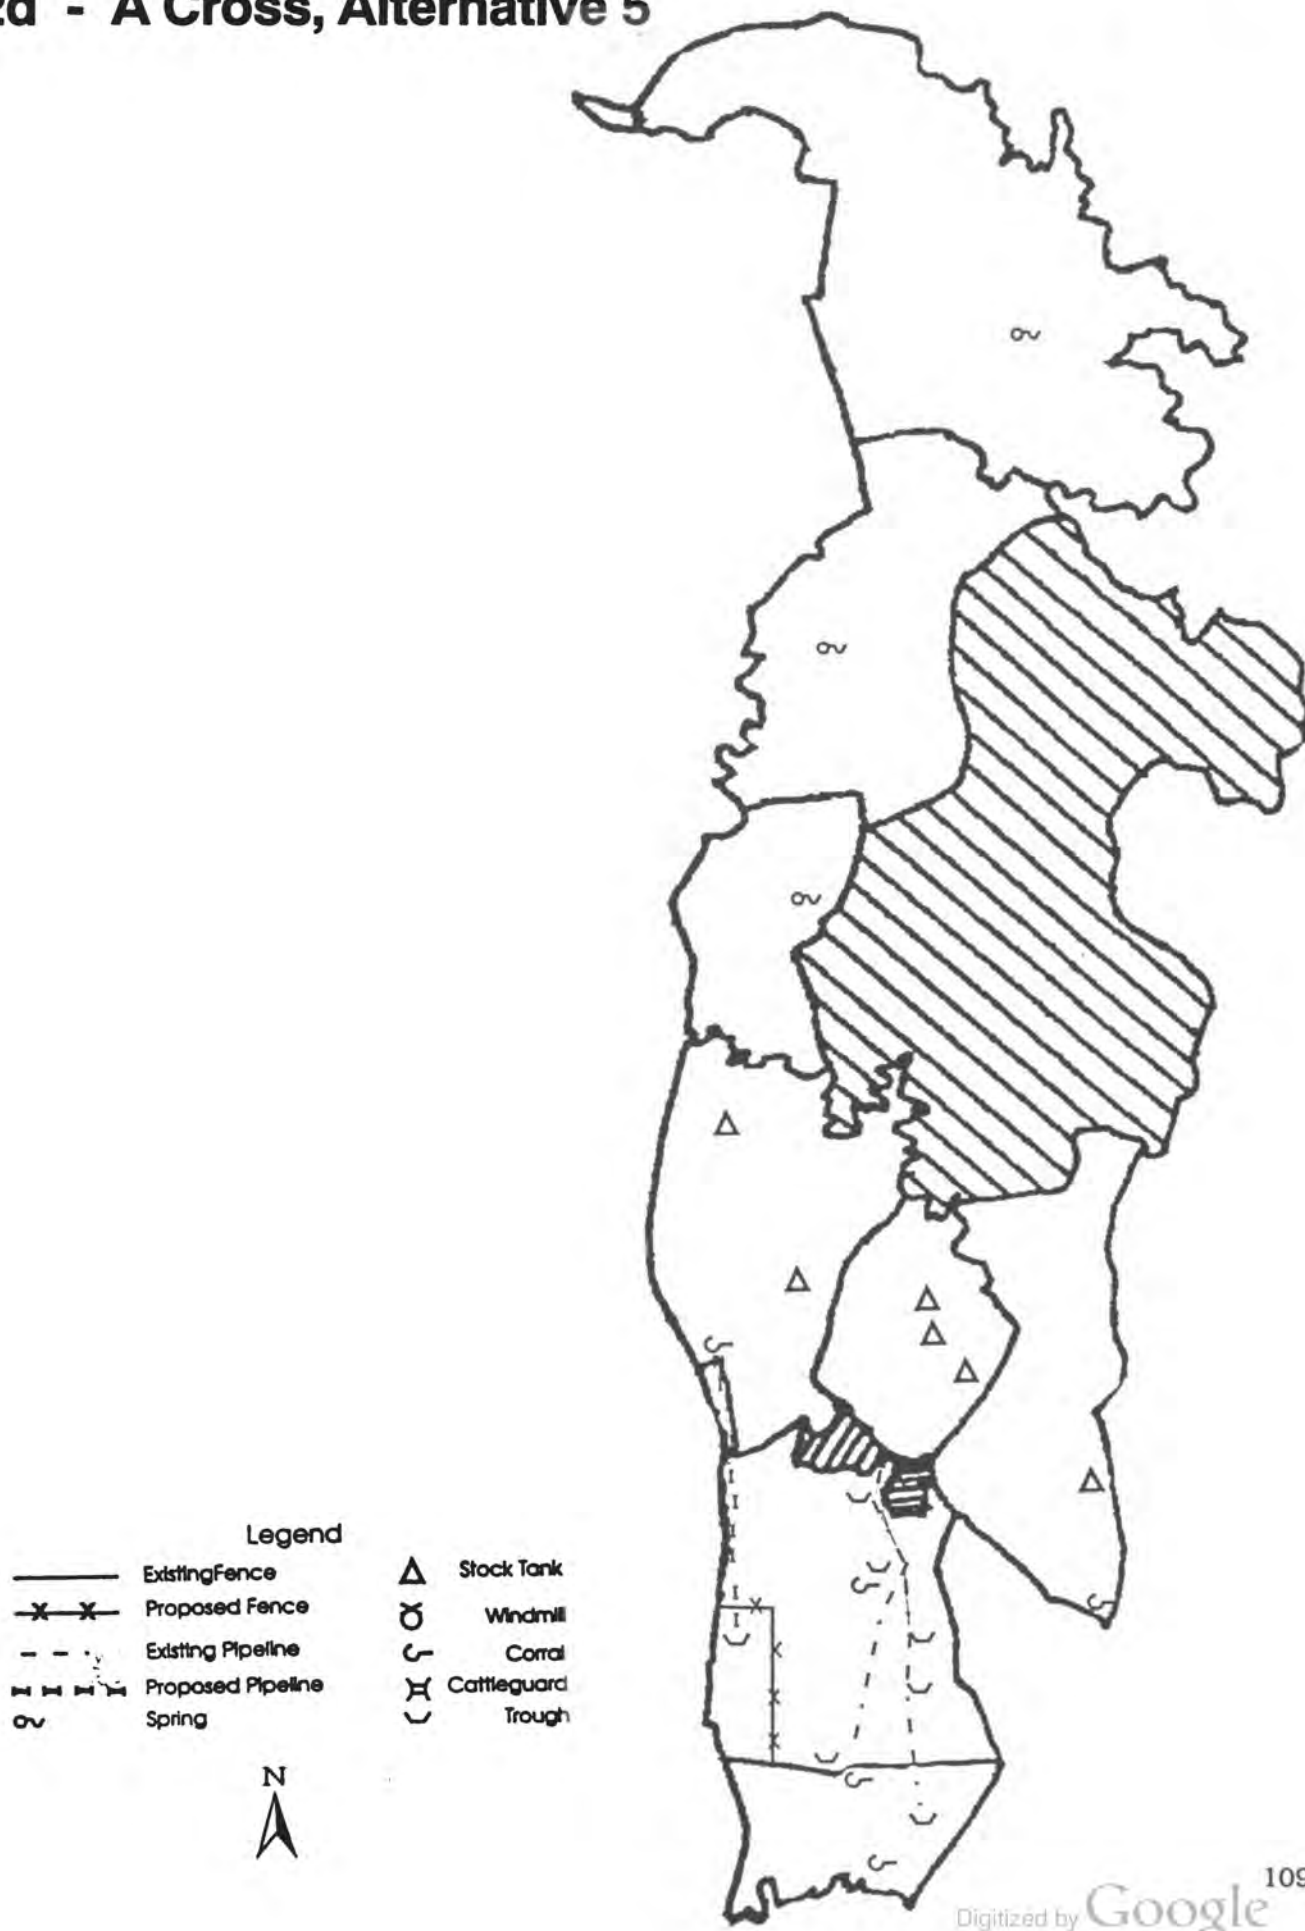 - A Cross, Alternative 5
Legend
ExistingFence
Proposed Fence
Existing Pipeline
Proposed Pipeline
Spring
Stock Tank
Windmill
Corral
Cattleguard
Trough
N
109
Digitized by Google